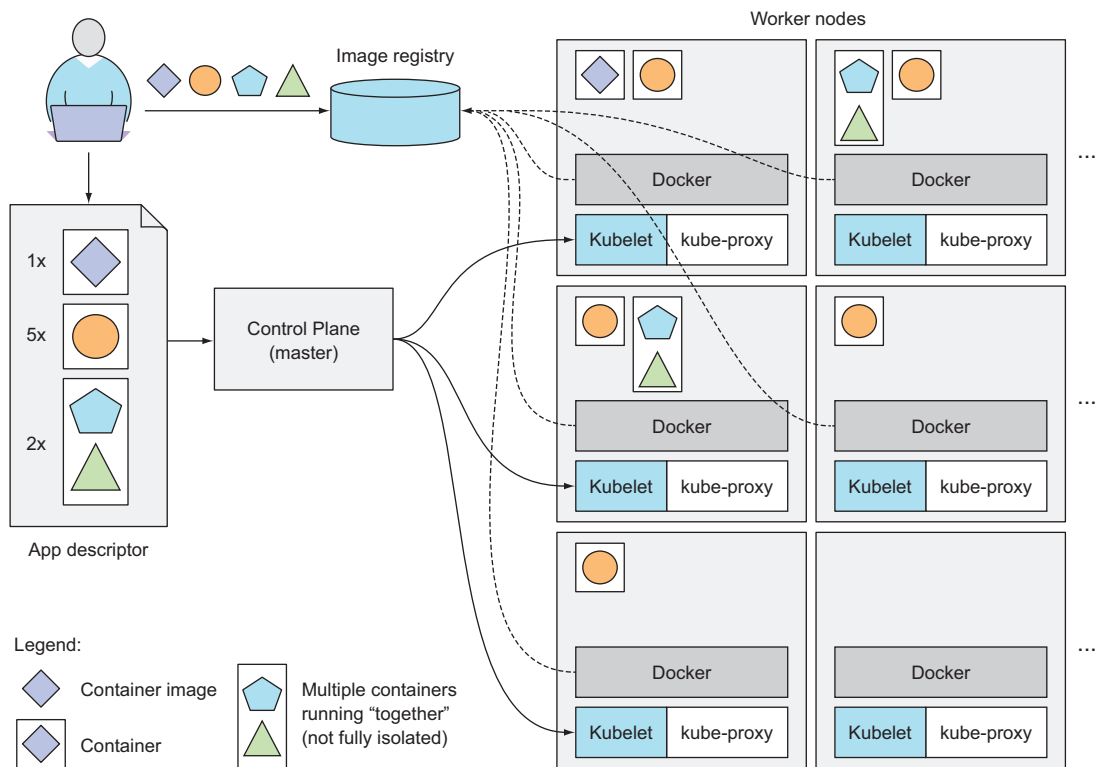 Worker nodes
Image registry
...
Docker
Docker
Kubelet
kube-proxy
Kubelet
kube-proxy
1x
5x
2x
App descriptor
Control Plane
(master)
...
Docker
Docker
Kubelet
kube-proxy
Kubelet
kube-proxy
...
Docker
Docker
Kubelet
kube-proxy
Kubelet
kube-proxy
Legend:
Container image
Container
Multiple containers
running “together”
(not fully isolated)